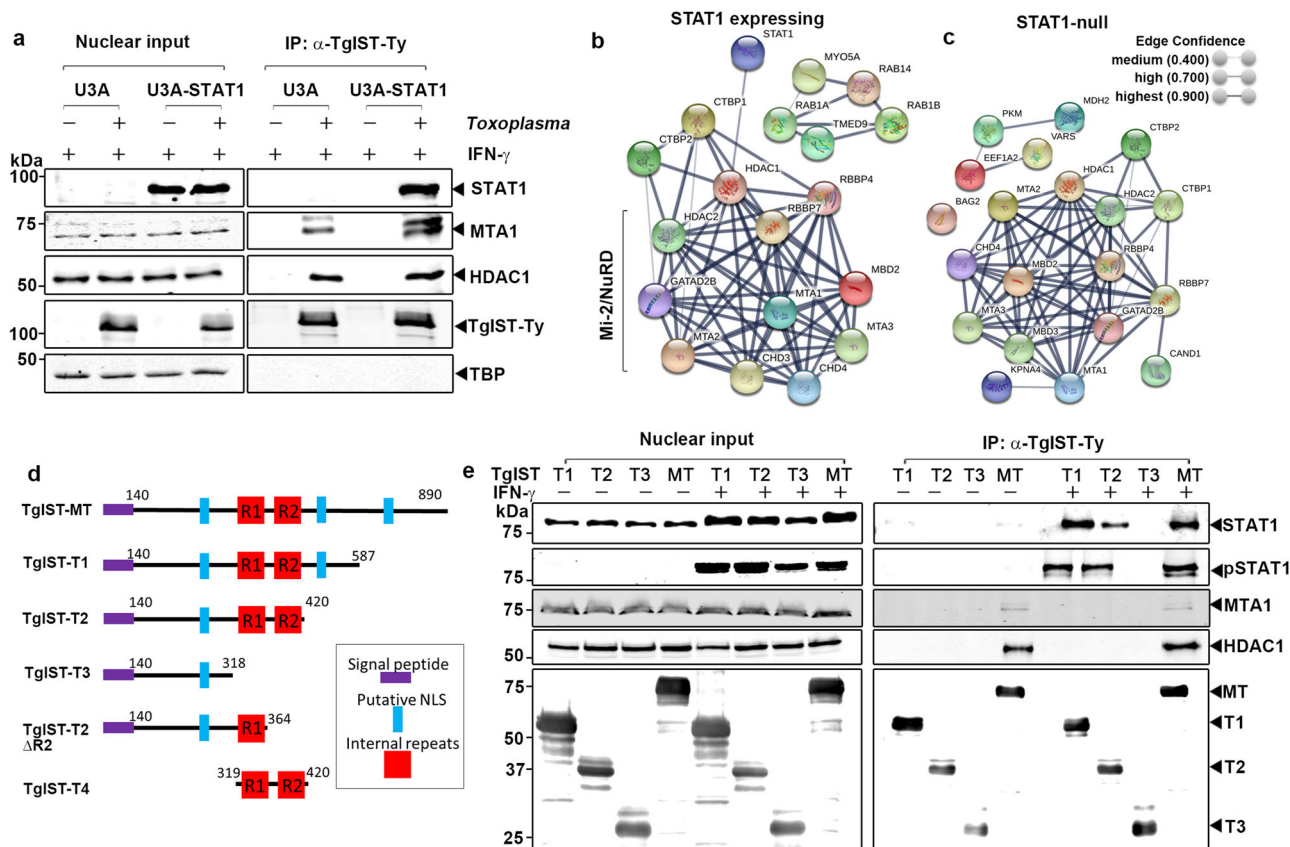 a
Nuclear input
IP: α-TgIST-Ty
U3A
U3A-STAT1
U3A
U3A-STAT1
− + − + − + − + Toxoplasma
+ + + + + + + + IFN-γ
kDa
100
STAT1
75
MTA1
50
HDAC1
100
TgIST-Ty
50
TBP
b
STAT1 expressing
STAT1
MYO5A
RAB14
RAB1A
RAB1B
TMED9
CTBP1
CTBP2
HDAC1
RBBP4
HDAC2
RBBP7
GATAD2B
MBD2
MTA1
MTA3
MTA2
CHD3
CHD4
Mi-2/NuRD
c
STAT1-null
Edge Confidence
medium (0.400)
high (0.700)
highest (0.900)
PKM
MDH2
VARS
EEF1A2
CTBP2
HDAC1
BAG2
MTA2
HDAC2
CTBP1
CHD4
RBBP4
MBD2
RBBP7
MTA3
GATAD2B
MBD3
CAND1
KPNA4
MTA1
d
TgIST-MT
140
R1
R2
890
TgIST-T1
140
R1
R2
587
TgIST-T2
140
R1
R2
420
TgIST-T3
140
318
TgIST-T2
ΔR2
140
R1
364
TgIST-T4
319
R1
R2
420
Signal peptide
Putative NLS
Internal repeats
e
Nuclear input
IP: α-TgIST-Ty
TgIST T1 T2 T3 MT T1 T2 T3 MT T1 T2 T3 MT T1 T2 T3 MT
IFN-γ − − − − + + + + − − − − + + + +
kDa
75
STAT1
75
pSTAT1
75
MTA1
50
HDAC1
75
MT
50
T1
37
T2
25
T3